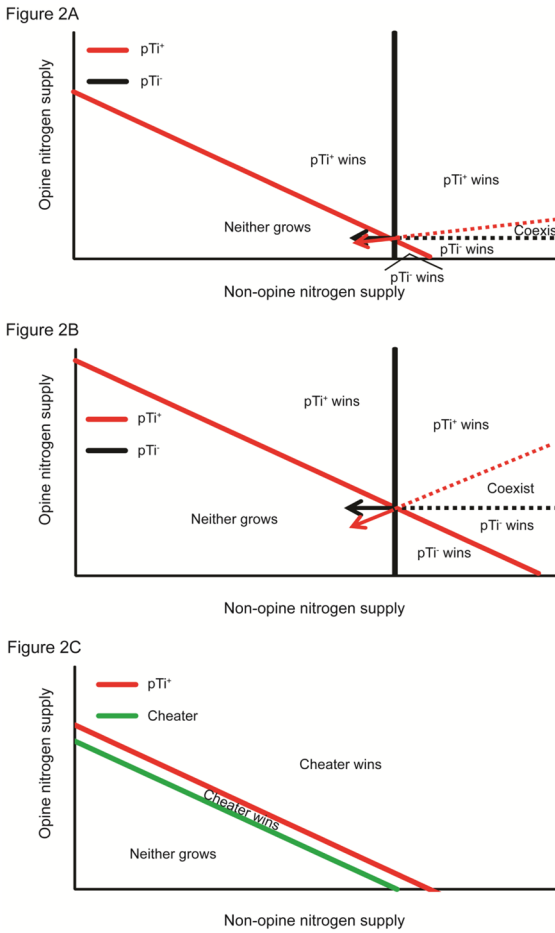 Figure 2A
pTi⁺
pTi⁻
Opine nitrogen supply
pTi⁺ wins
pTi⁺ wins
Neither grows
Coexist
pTi⁻ wins
pTi⁻ wins
Non-opine nitrogen supply
Figure 2B
pTi⁺
pTi⁻
Opine nitrogen supply
pTi⁺ wins
pTi⁺ wins
Coexist
Neither grows
pTi⁻ wins
pTi⁻ wins
Non-opine nitrogen supply
Figure 2C
pTi⁺
Cheater
Opine nitrogen supply
Cheater wins
Cheater wins
Neither grows
Non-opine nitrogen supply